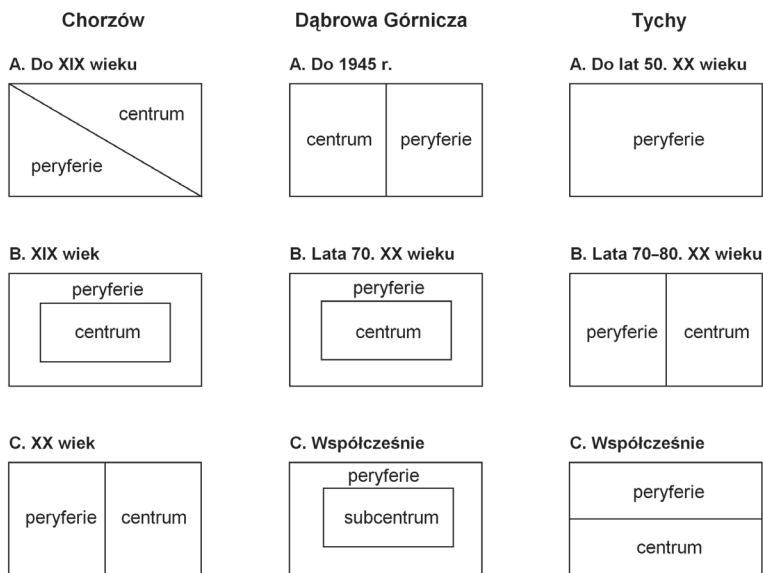 Chorzów
Dąbrowa Górnicza
Tychy
A. Do XIX wieku
A. Do 1945 r.
A. Do lat 50. XX wieku
centrum
peryferie
centrum
peryferie
peryferie
B. XIX wiek
B. Lata 70. XX wieku
B. Lata 70–80. XX wieku
peryferie
centrum
peryferie
centrum
peryferie
centrum
C. XX wiek
C. Współcześnie
C. Współcześnie
peryferie
centrum
peryferie
subcentrum
peryferie
centrum